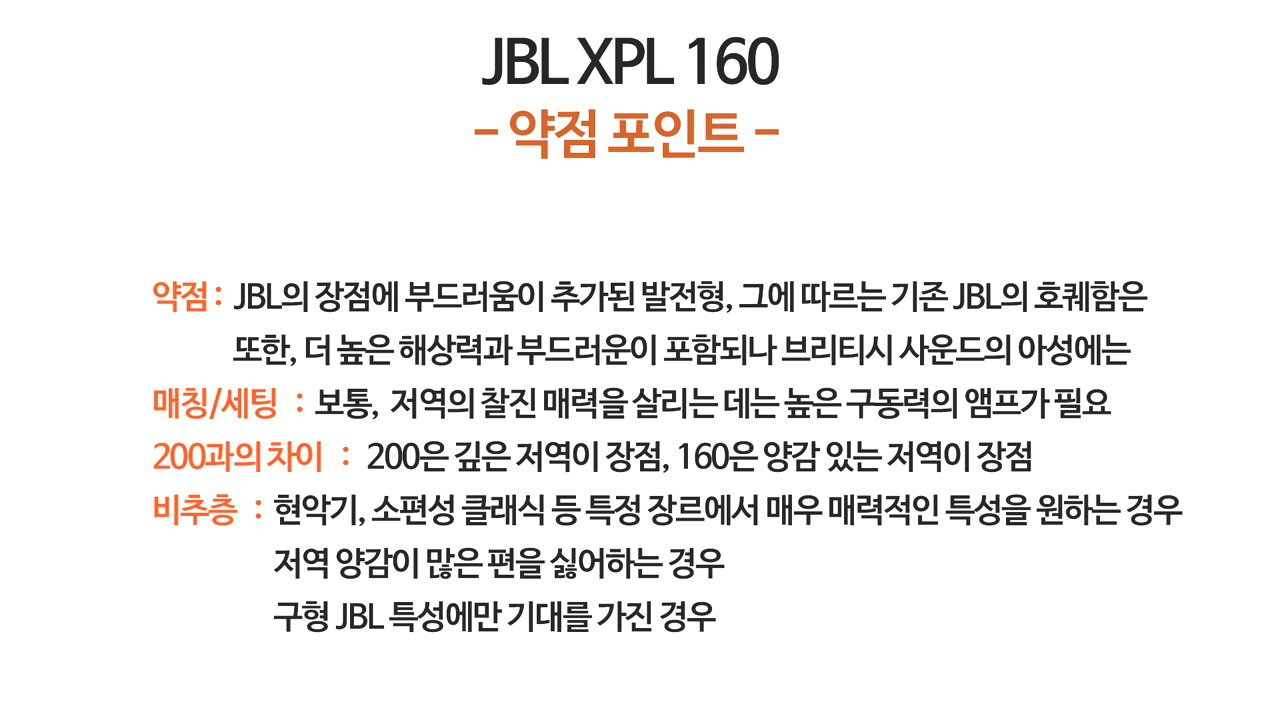 JBL XPL 160
- 약점 포인트 -
약점 : JBL의 장점에 부드러움이 추가된 발전형, 그에 따르는 기존 JBL의 호쾌함은
또한, 더 높은 해상력과 부드러운이 포함되나 브리티시 사운드의 아성에는
매칭/세팅 : 보통, 저역의 찰진 매력을 살리는 데는 높은 구동력의 앰프가 필요
200과의 차이 : 200은 깊은 저역이 장점, 160은 양감 있는 저역이 장점
비추층 : 현악기, 소편성 클래식 등 특정 장르에서 매우 매력적인 특성을 원하는 경우
저역 양감이 많은 편을 싫어하는 경우
구형 JBL 특성에만 기대를 가진 경우